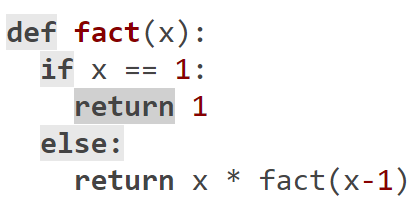 def fact(x):
  if x == 1:
    return 1
  else:
    return x * fact(x-1)